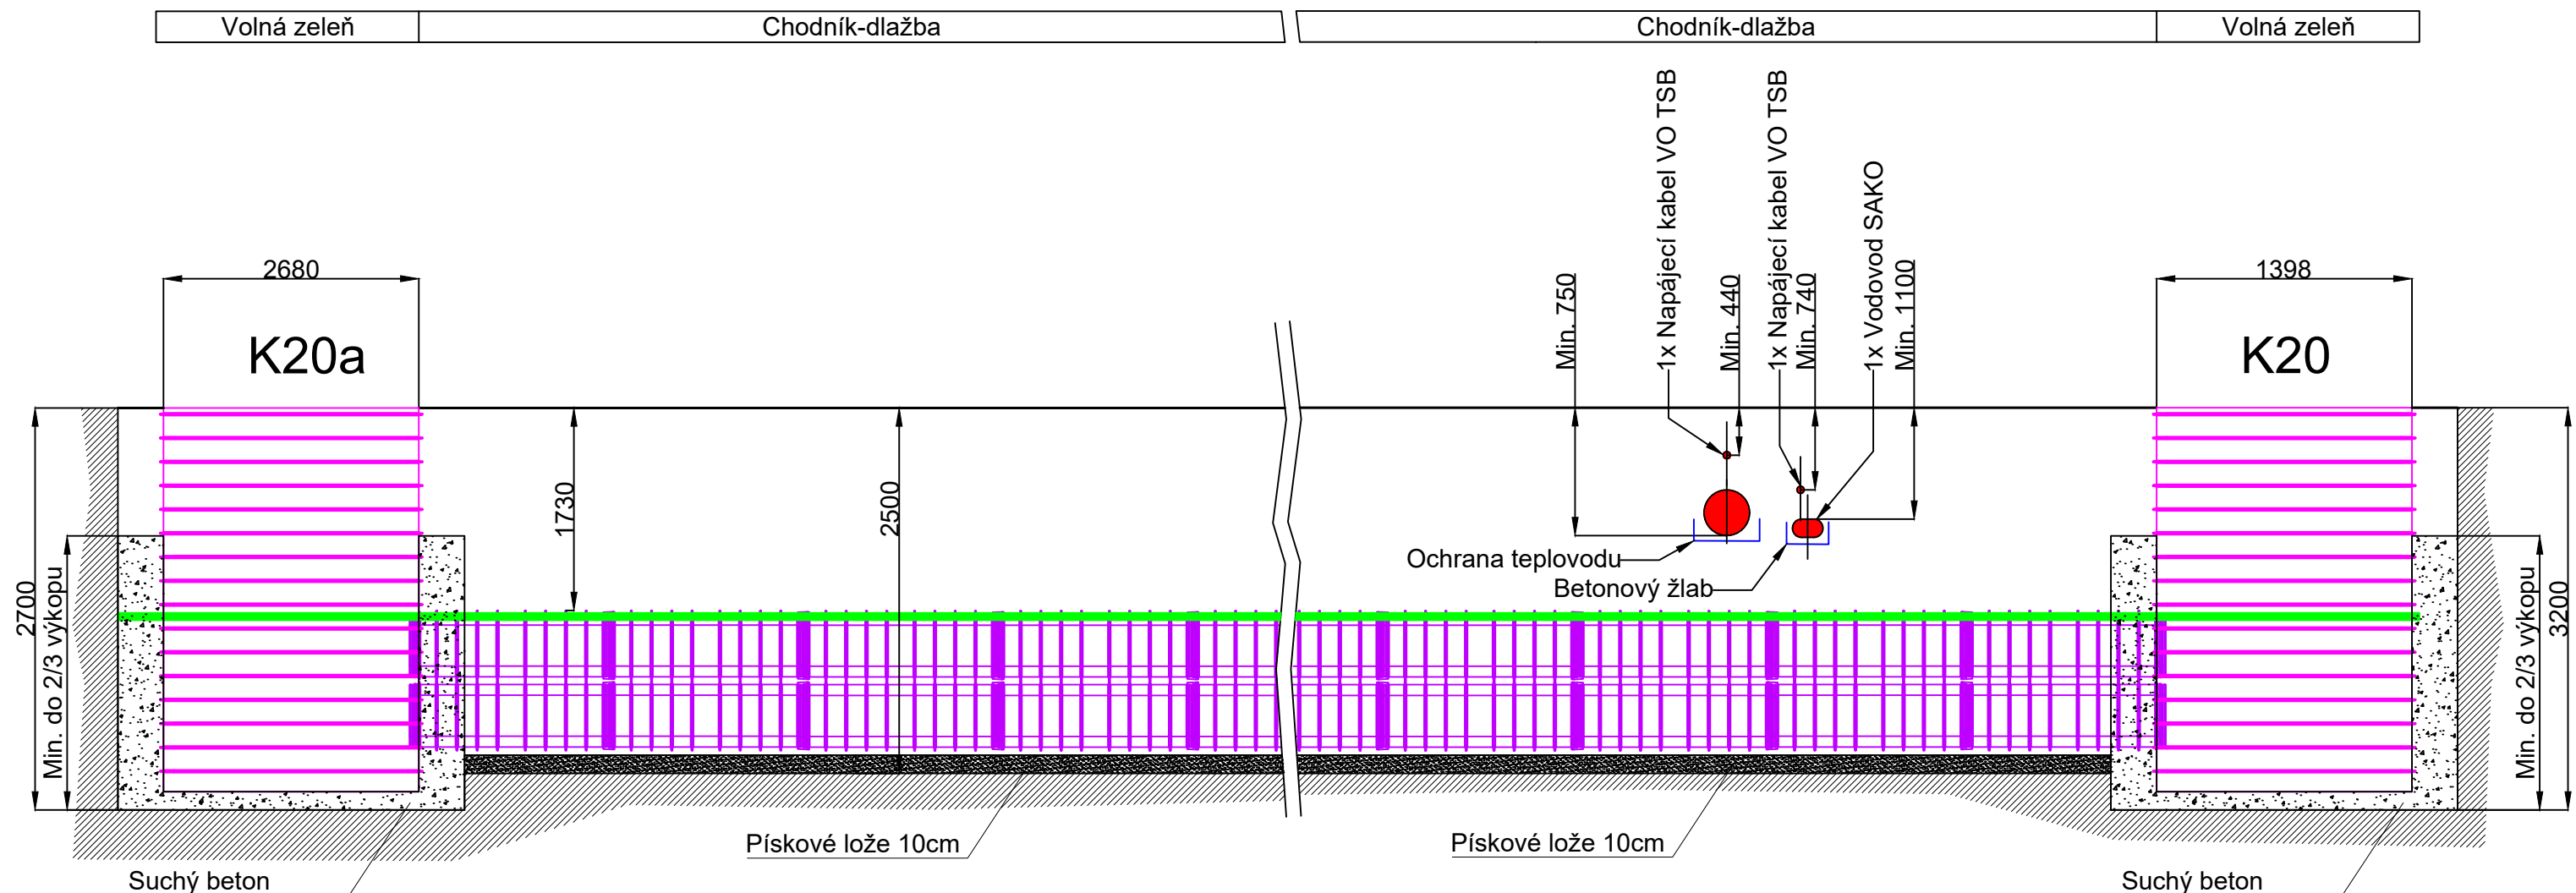 Volná zeleň
Chodník-dlažba
Chodník-dlažba
Volná zeleň
1x Napájecí kabel VO TSB
1x Napájecí kabel VO TSB
1x Vodovod SAKO
Min. 750
Min. 440
Min. 740
Min. 1100
2680
1398
K20a
K20
1730
2500
2700
Min. do 2/3 výkopu
Ochrana teplovodu
Betonový žlab
Min. do 2/3 výkopu
3200
Pískové lože 10cm
Pískové lože 10cm
Suchý beton
Suchý beton